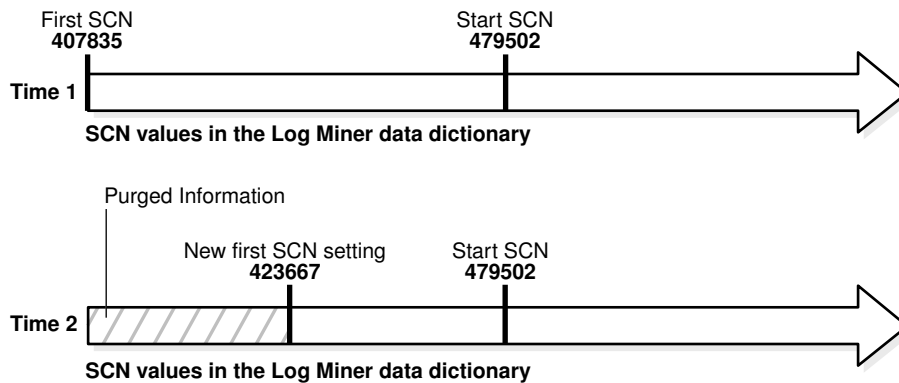 First SCN
407835
Start SCN
479502
Time 1
SCN values in the Log Miner data dictionary
Purged Information
New first SCN setting
423667
Start SCN
479502
Time 2
SCN values in the Log Miner data dictionary